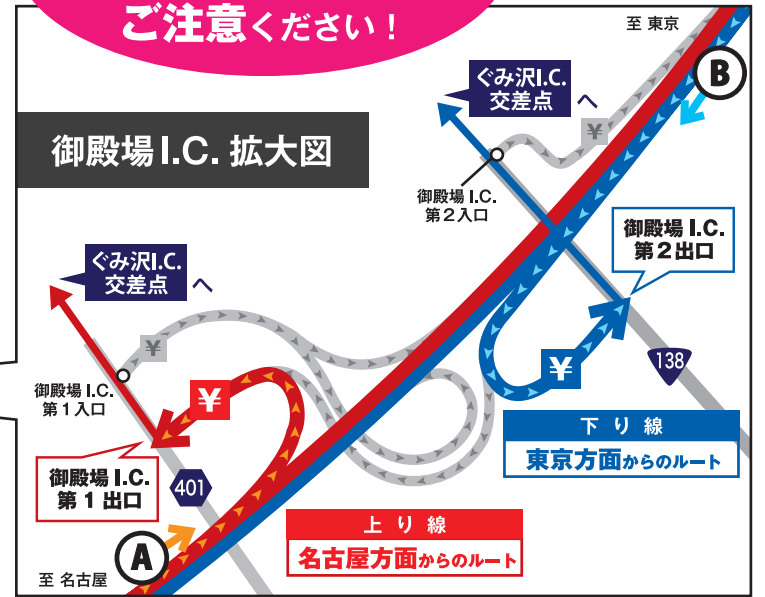 ご注意ください！
至 東京
B
ぐみ沢I.C.
交差点
へ
¥
御殿場I.C. 拡大図
御殿場 I.C.
第2入口
御殿場 I.C.
第2出口
ぐみ沢I.C.
交差点
へ
¥
¥
138
御殿場 I.C.
第1入口
¥
下り線
東京方面からのルート
御殿場 I.C.
第1出口
401
上り線
名古屋方面からのルート
A
至 名古屋